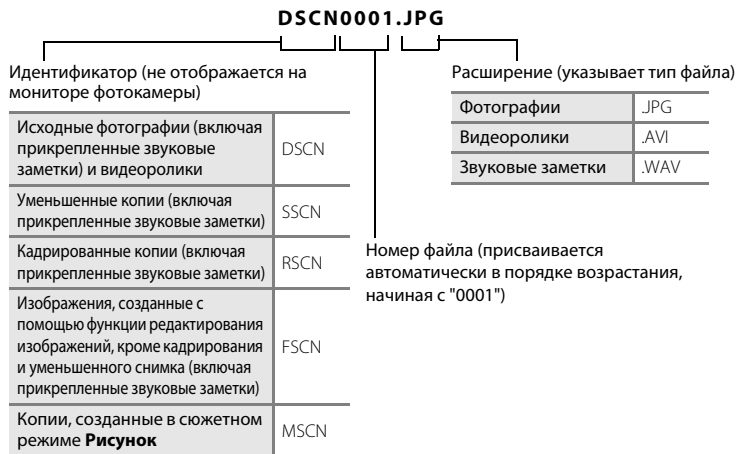 DSCN0001.JPG
Идентификатор (не отображается на
мониторе фотокамеры)
Исходные фотографии (включая
прикрепленные звуковые
заметки) и видеоролики
DSCN
Уменьшенные копии (включая
прикрепленные звуковые заметки)
SSCN
Кадрированные копии (включая
прикрепленные звуковые заметки)
RSCN
Изображения, созданные с
помощью функции редактирования
изображений, кроме кадрирования
и уменьшенного снимка (включая
прикрепленные звуковые заметки)
FSCN
Копии, созданные в сюжетном
режиме Рисунок
MSCN
Расширение (указывает тип файла)
Фотографии .JPG
Видеоролики .AVI
Звуковые заметки .WAV
Номер файла (присваивается
автоматически в порядке возрастания,
начиная с "0001")